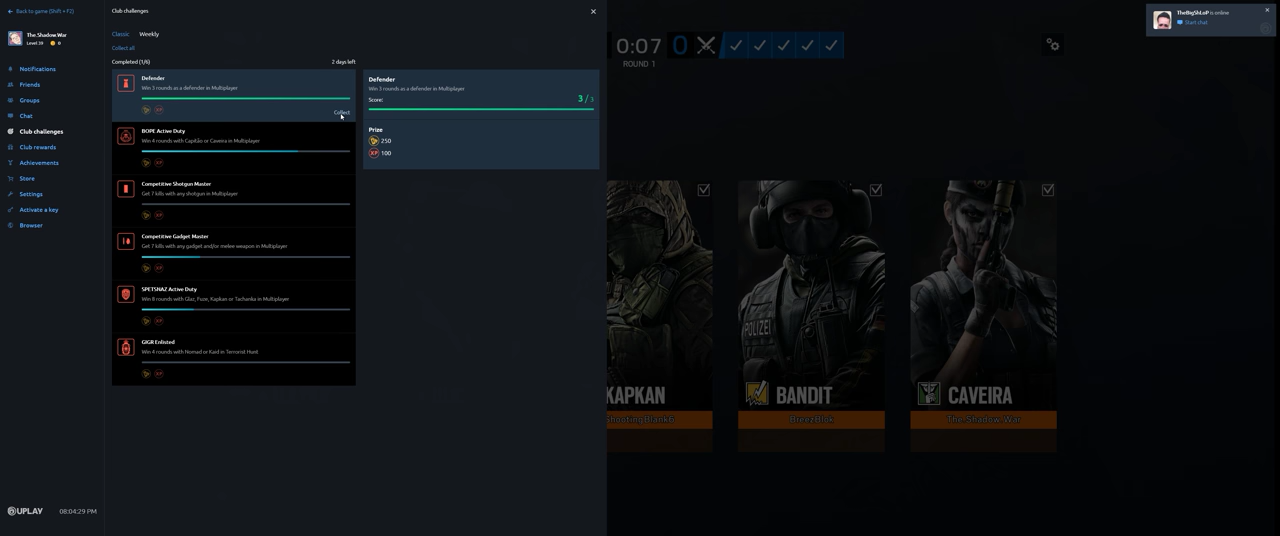 Back to game (Shift + F2)
The.Shadow.War
Level 39
0
Notifications
Friends
Groups
Chat
Club challenges
Club rewards
Achievements
Store
Settings
Activate a key
Browser
UPLAY
08:04:29 PM
Club challenges
Classic
Weekly
Collect all
Completed (1/6)
2 days left
Defender
Win 3 rounds as a defender in Multiplayer
XP
Collect
BOPE Active Duty
Win 4 rounds with Capitão or Caveira in Multiplayer
XP
Competitive Shotgun Master
Get 7 kills with any shotgun in Multiplayer
XP
Competitive Gadget Master
Get 7 kills with any gadget and/or melee weapon in Multiplayer
XP
SPETSNAZ Active Duty
Win 8 rounds with Glaz, Fuze, Kapkan or Tachanka in Multiplayer
XP
GIGR Enlisted
Win 4 rounds with Nomad or Kaid in Terrorist Hunt
XP
Defender
Win 3 rounds as a defender in Multiplayer
Score:
3 / 3
Prize
250
XP 100
0:07
0
ROUND 1
TheBigShLoP is online
Start chat
POLIZEI
KAPKAN
BANDIT
CAVEIRA
BreezBlok
The.Shadow.War